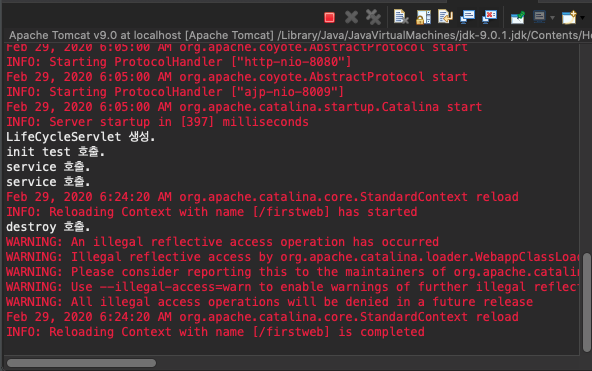 Apache Tomcat v9.0 at localhost [Apache Tomcat] /Library/Java/JavaVirtualMachines/jdk-9.0.1.jdk/Contents/Ho
Feb 29, 2020 6:05:00 AM org.apache.coyote.AbstractProtocol start
INFO: Starting ProtocolHandler ["http-nio-8080"]
Feb 29, 2020 6:05:00 AM org.apache.coyote.AbstractProtocol start
INFO: Starting ProtocolHandler ["ajp-nio-8009"]
Feb 29, 2020 6:05:00 AM org.apache.catalina.startup.Catalina start
INFO: Server startup in [397] milliseconds
LifeCycleServlet 생성.
init test 호출.
service 호출.
service 호출.
Feb 29, 2020 6:24:20 AM org.apache.catalina.core.StandardContext reload
INFO: Reloading Context with name [/firstweb] has started
destroy 호출.
WARNING: An illegal reflective access operation has occurred
WARNING: Illegal reflective access by org.apache.catalina.loader.WebappClassLoa
WARNING: Please consider reporting this to the maintainers of org.apache.catalin
WARNING: Use --illegal-access=warn to enable warnings of further illegal reflect
WARNING: All illegal access operations will be denied in a future release
Feb 29, 2020 6:24:20 AM org.apache.catalina.core.StandardContext reload
INFO: Reloading Context with name [/firstweb] is completed